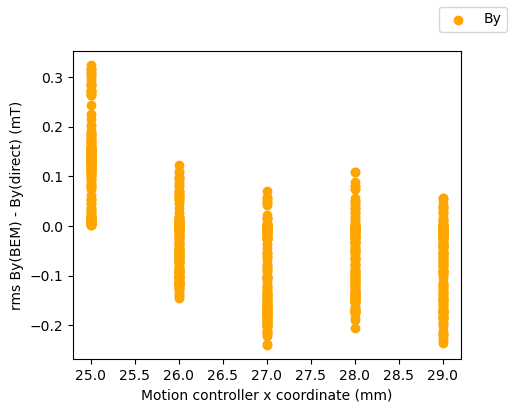 By
rms By(BEM) - By(direct) (mT)
0.3
0.2
0.1
0.0
−0.1
−0.2
25.0 25.5 26.0 26.5 27.0 27.5 28.0 28.5 29.0
Motion controller x coordinate (mm)